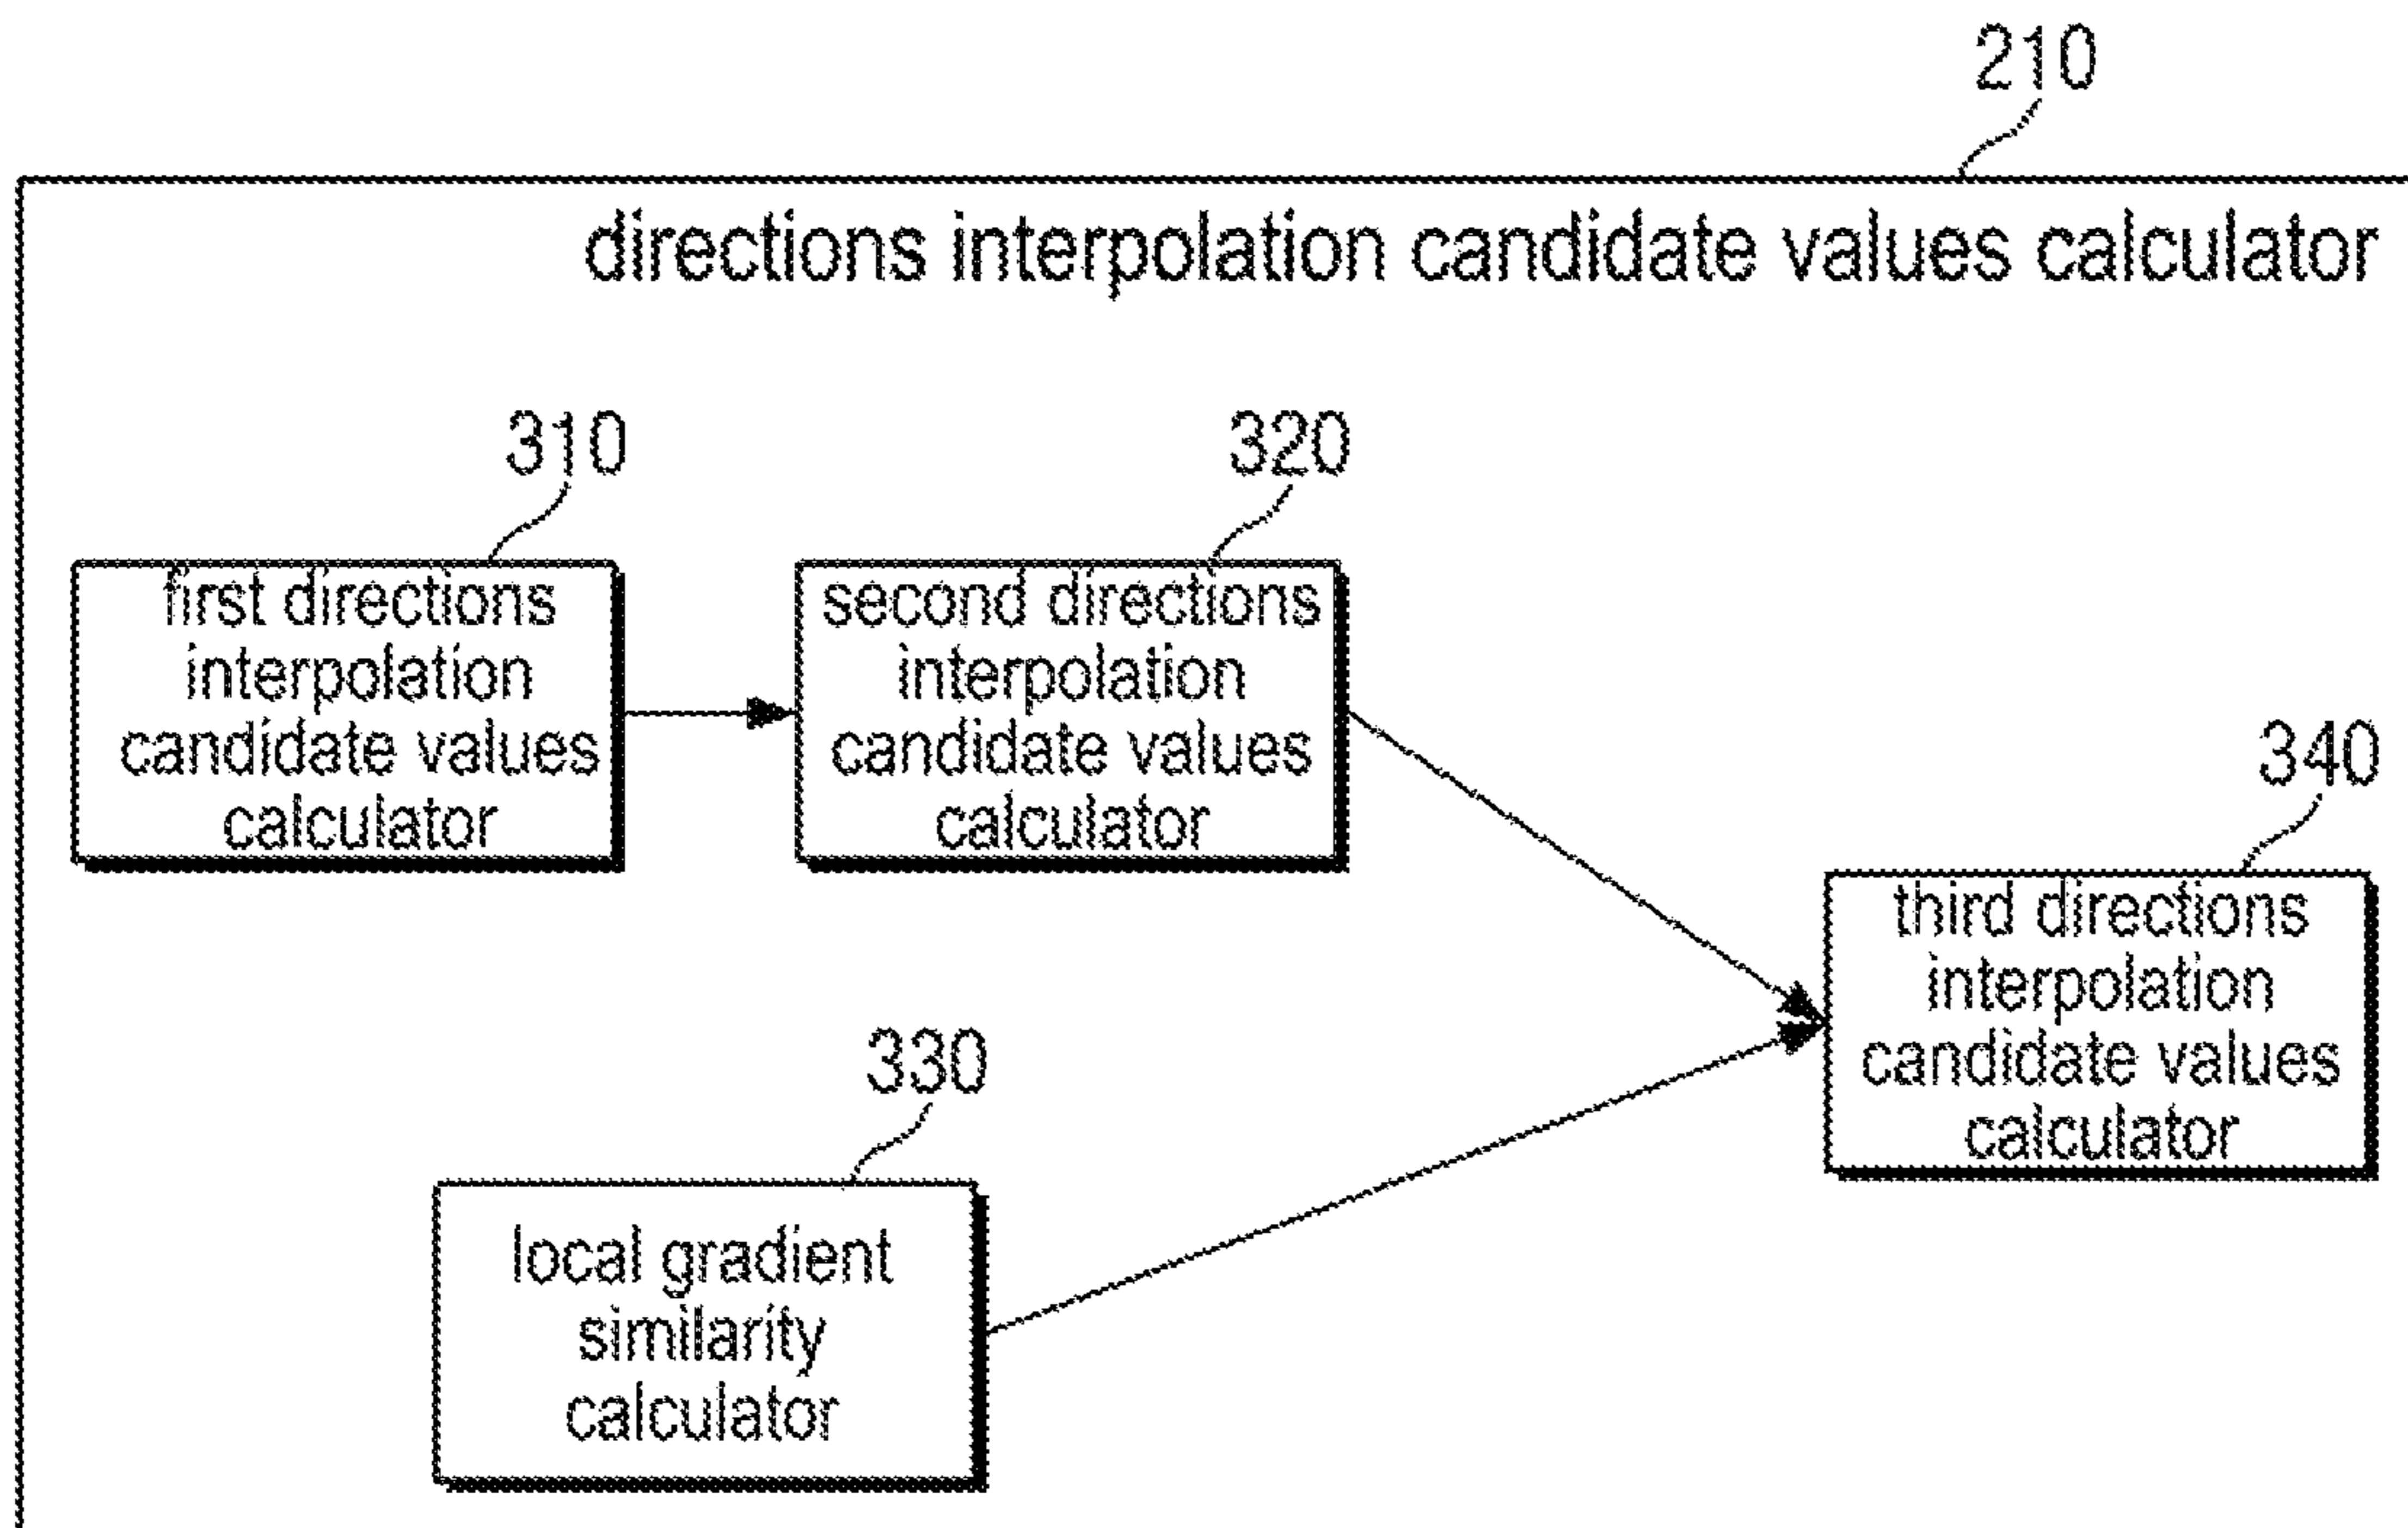 210
directions interpolation candidate values calculator
310
first directions
interpolation
candidate values
calculator
320
second directions
interpolation
candidate values
calculator
340
third directions
interpolation
candidate values
calculator
330
local gradient
similarity
calculator